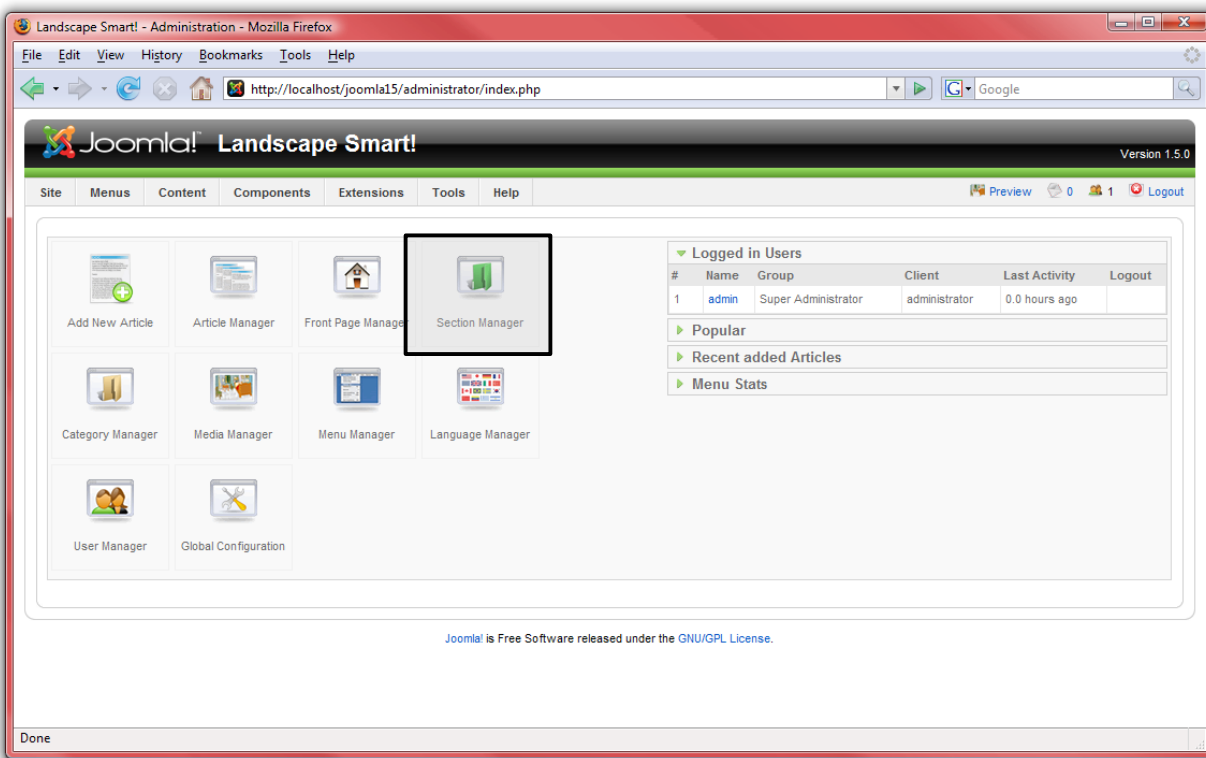 Landscape Smart! - Administration - Mozilla Firefox
File Edit View History Bookmarks Tools Help
http://localhost/joomla15/administrator/index.php
G Google
Joomla!™ Landscape Smart!
Version 1.5.0
Site Menus Content Components Extensions Tools Help
Preview 0 1 Logout
Add New Article
Article Manager
Front Page Manager
Section Manager
Category Manager
Media Manager
Menu Manager
Language Manager
User Manager
Global Configuration
Logged in Users
# Name Group Client Last Activity Logout
1 admin Super Administrator administrator 0.0 hours ago
Popular
Recent added Articles
Menu Stats
Joomla! is Free Software released under the GNU/GPL License.
Done